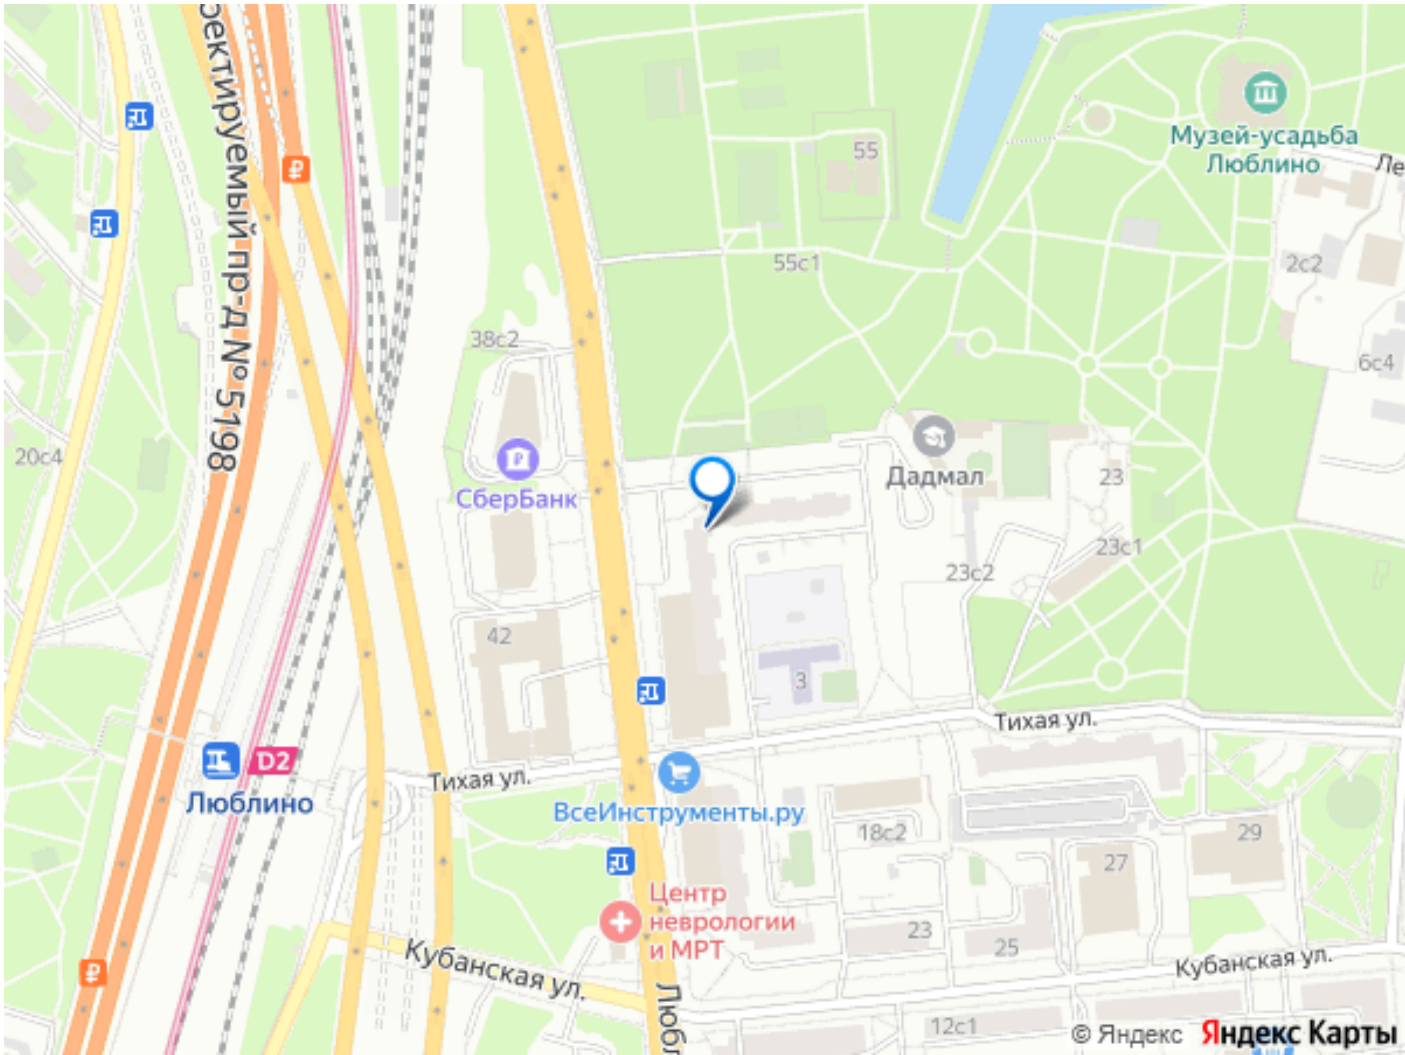 ректируемый пр-д № 5198
55
Музей-усадьба
Люблино
Ле
55с1
2с2
38с2
6с4
20с4
СберБанк
Дадмал
23
23с1
23с2
42
3
Тихая ул.
D2
Люблино
Тихая ул.
ВсеИнструменты.ру
18с2
29
27
Центр
неврологии
и МРТ
23
25
Кубанская ул.
Кубанская ул.
Любл
12с1
© Яндекс Яндекс Карты